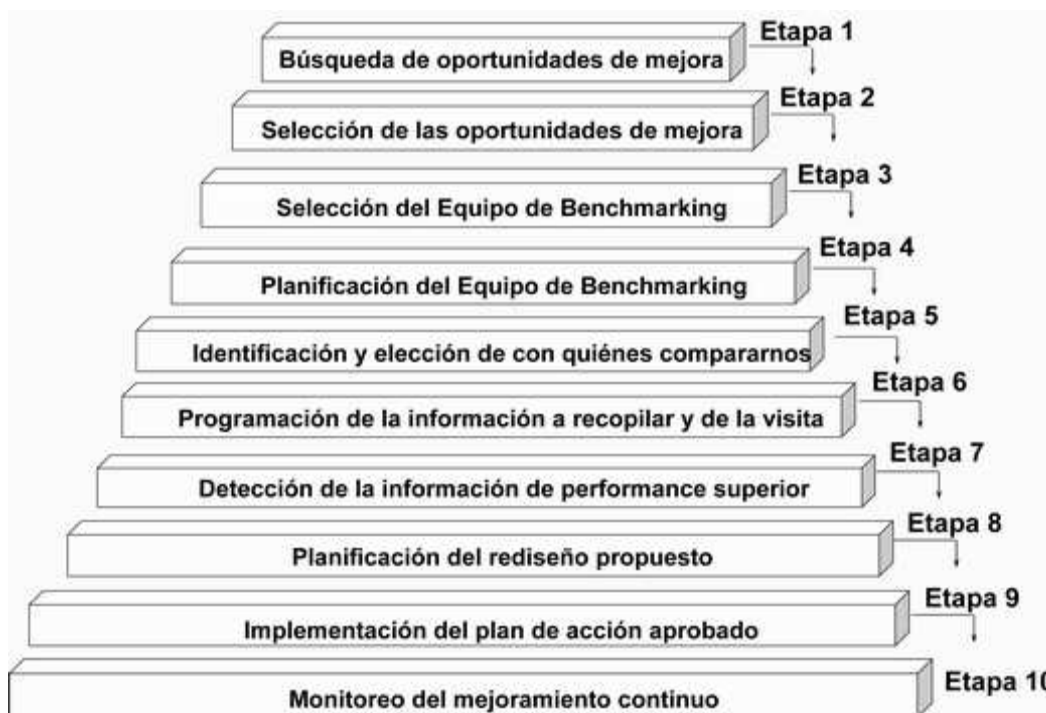 Etapa 1
Búsqueda de oportunidades de mejora
Etapa 2
Selección de las oportunidades de mejora
Etapa 3
Selección del Equipo de Benchmarking
Etapa 4
Planificación del Equipo de Benchmarking
Etapa 5
Identificación y elección de con quiénes compararnos
Etapa 6
Programación de la información a recopilar y de la visita
Etapa 7
Detección de la información de performance superior
Etapa 8
Planificación del rediseño propuesto
Etapa 9
Implementación del plan de acción aprobado
Etapa 10
Monitoreo del mejoramiento continuo